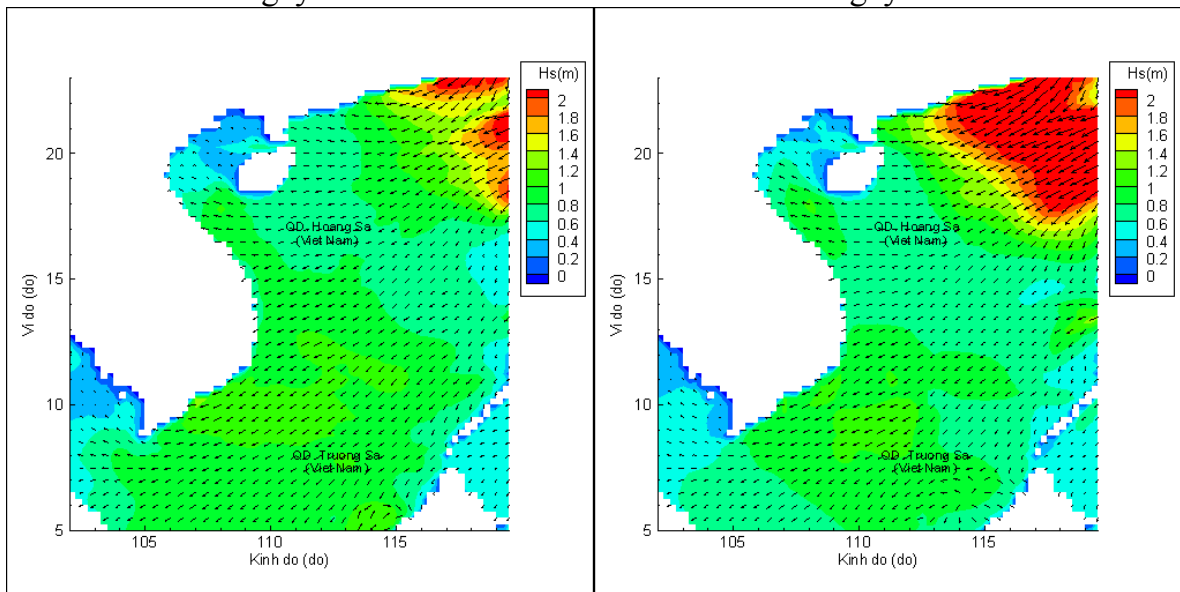 Hs(m)
2
1.8
1.6
1.4
1.2
1
0.8
0.6
0.4
0.2
0
20
15
10
5
105
110
115
Vi do (do)
Kinh do (do)
QD. Hoang Sa
(Viet Nam)
QD. Truong Sa
(Viet Nam)
Hs(m)
2
1.8
1.6
1.4
1.2
1
0.8
0.6
0.4
0.2
0
20
15
10
5
105
110
115
Vi do (do)
Kinh do (do)
QD. Hoang Sa
(Viet Nam)
QD. Truong Sa
(Viet Nam)